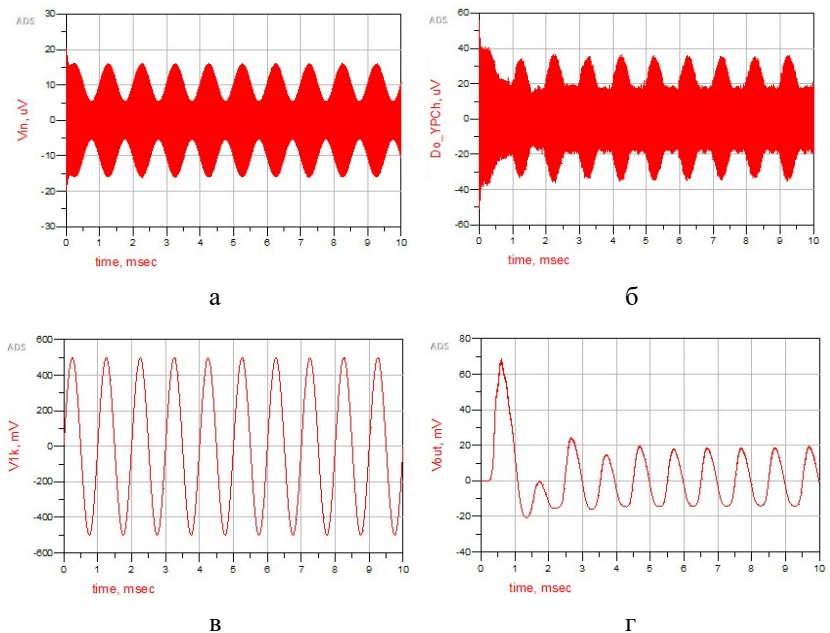 ADS
30
20
10
0
-10
-20
-30
Vin, uV
0 1 2 3 4 5 6 7 8 9 10
time, msec
а
ADS
60
40
20
0
-20
-40
-60
Do_YPCh, uV
0 1 2 3 4 5 6 7 8 9 10
time, msec
б
ADS
600
400
200
0
-200
-400
-600
V1k, mV
0 1 2 3 4 5 6 7 8 9 10
time, msec
в
ADS
80
60
40
20
0
-20
-40
Vout, mV
0 1 2 3 4 5 6 7 8 9 10
time, msec
г